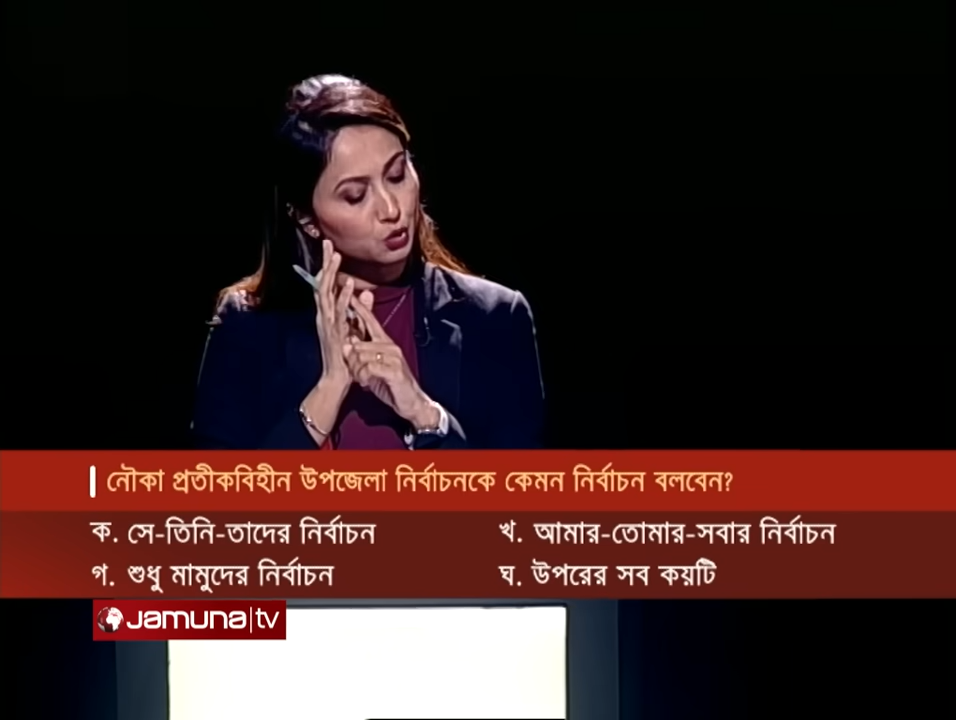 নৌকা প্রতীকবিহীন উপজেলা নির্বাচনকে কেমন নির্বাচন বলবেন?
ক. সে-তিনি-তাদের নির্বাচন
খ. আমার-তোমার-সবার নির্বাচন
গ. শুধু মামুদের নির্বাচন
ঘ. উপরের সব কয়টি
Jamuna|tv